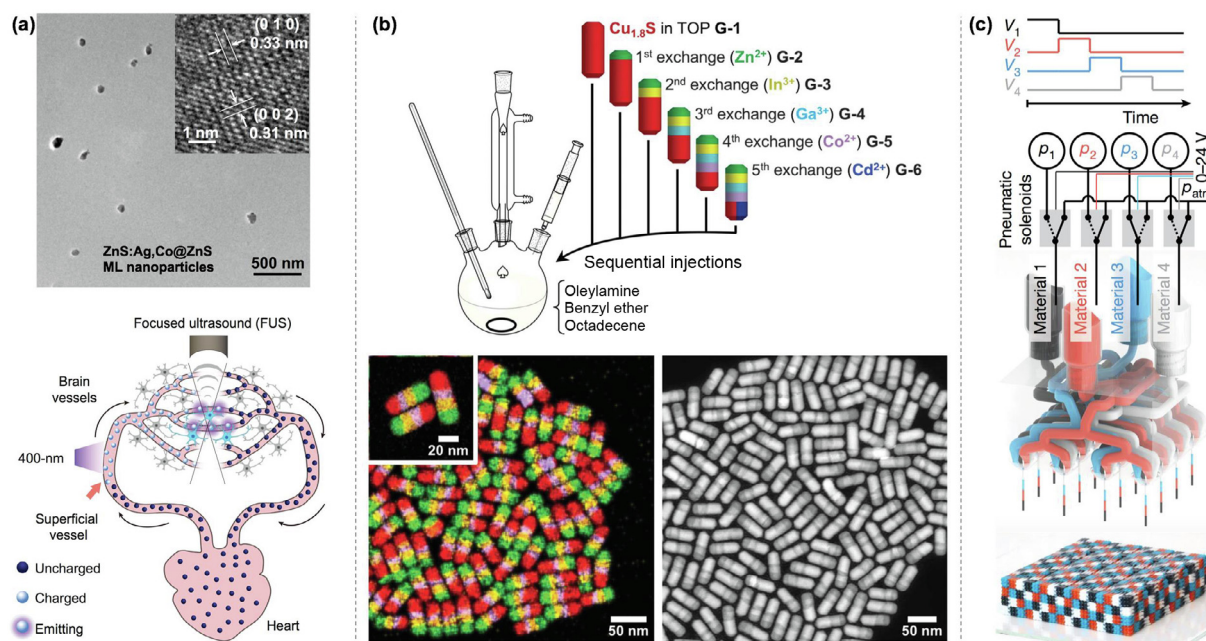 (a)
(0 1 0)
0.33 nm
(0 0 2)
0.31 nm
1 nm
ZnS:Ag,Co@ZnS
ML nanoparticles
500 nm
Focused ultrasound (FUS)
Brain
vessels
400-nm
Superficial
vessel
Uncharged
Charged
Emitting
Heart
(b)
Cu1.8S in TOP G-1
1st exchange (Zn2+) G-2
2nd exchange (In3+) G-3
3rd exchange (Ga3+) G-4
4th exchange (Co2+) G-5
5th exchange (Cd2+) G-6
Sequential injections
Oleylamine
Benzyl ether
Octadecene
20 nm
50 nm
50 nm
(c)
V1
V2
V3
V4
Time
p1
p2
p3
p4
0–24 V
patm
Pneumatic
solenoids
Material 1
Material 2
Material 3
Material 4